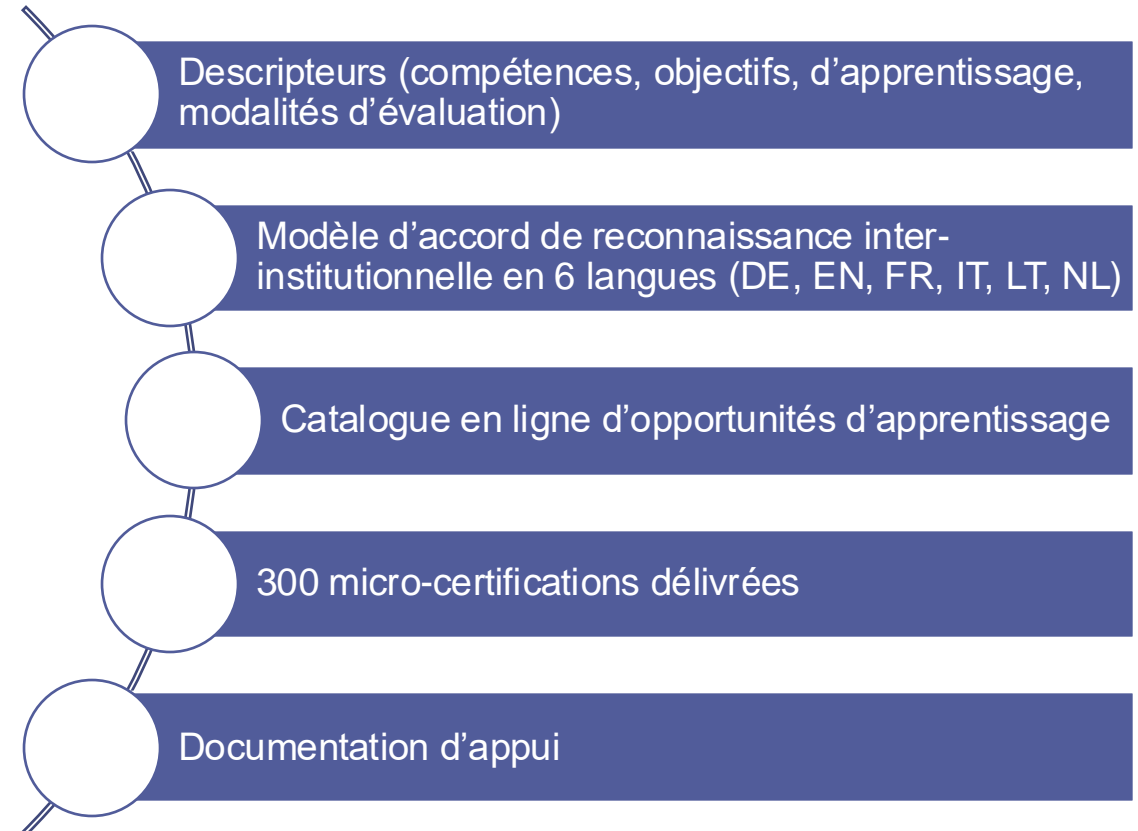 Descripteurs (compétences, objectifs, d’apprentissage,
modalités d’évaluation)
Modèle d’accord de reconnaissance inter-
institutionnelle en 6 langues (DE, EN, FR, IT, LT, NL)
Catalogue en ligne d’opportunités d’apprentissage
300 micro-certifications délivrées
Documentation d’appui